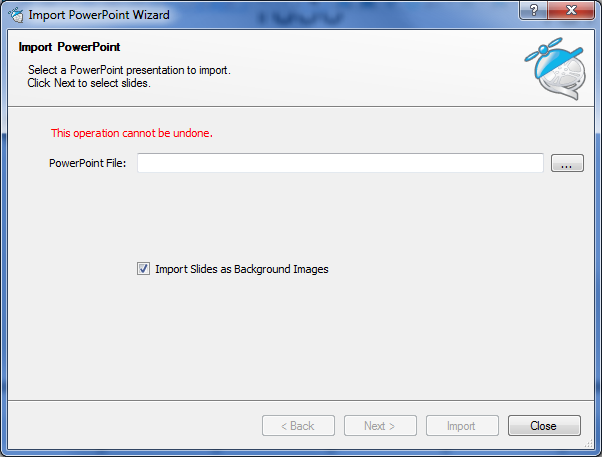 Import PowerPoint Wizard
?
Import PowerPoint
Select a PowerPoint presentation to import.
Click Next to select slides.
This operation cannot be undone.
PowerPoint File:
...
Import Slides as Background Images
< Back
Next >
Import
Close